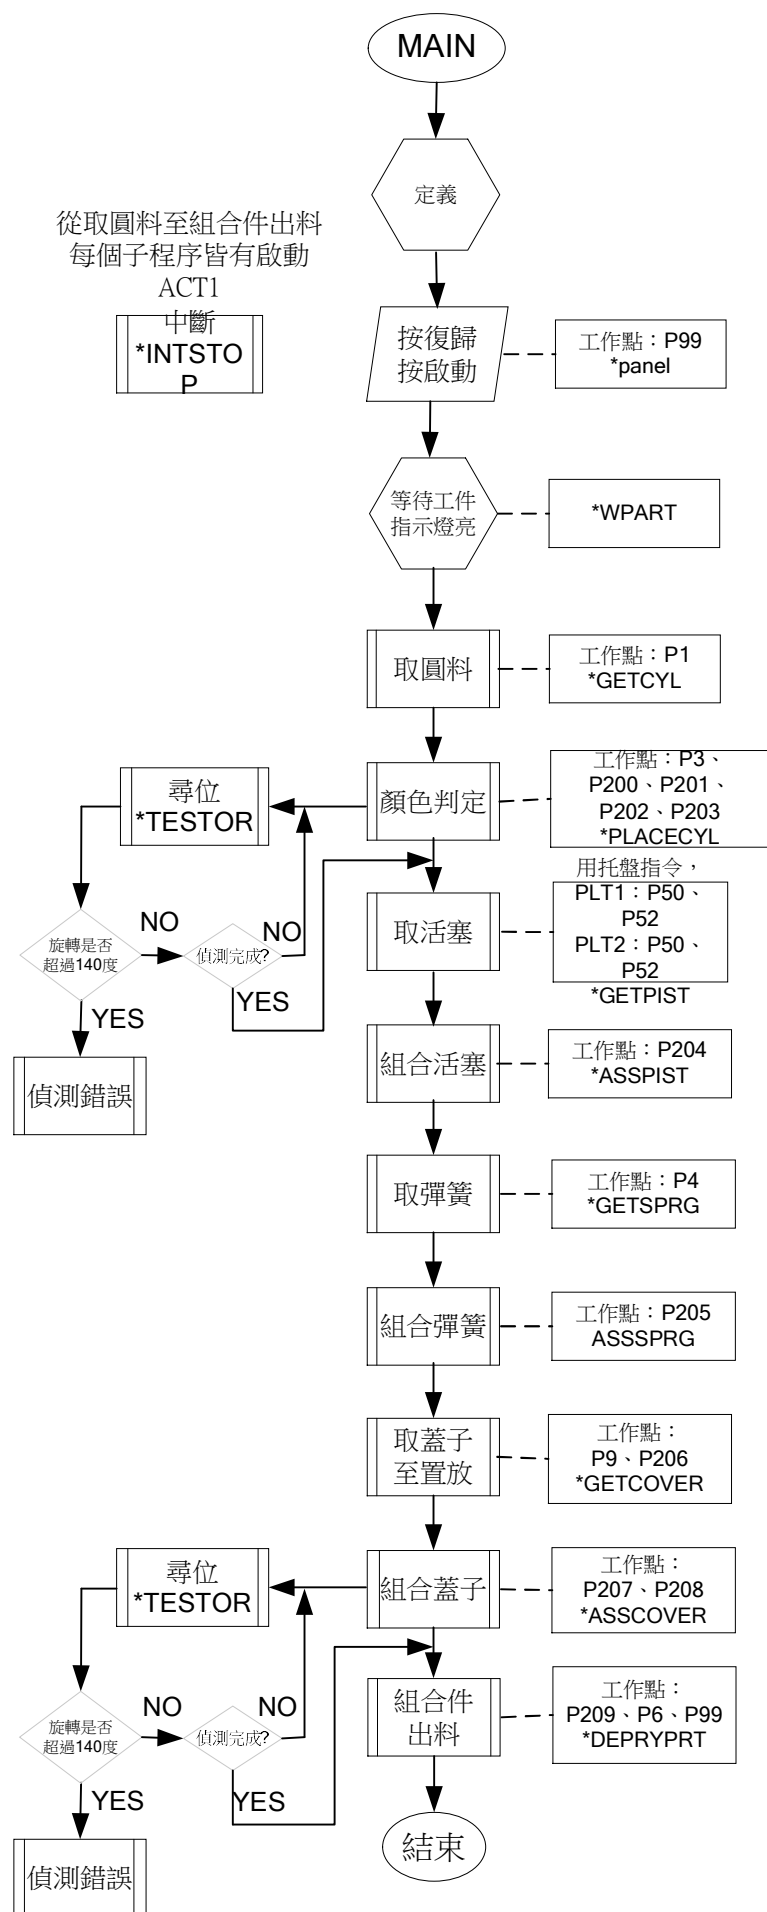 MAIN
定義
從取圓料至組合件出料
每個子程序皆有啟動
ACT1
中斷
*INTSTO
P
按復歸
按啟動
工作點：P99
*panel
等待工件
指示燈亮
*WPART
取圓料
工作點：P1
*GETCYL
尋位
*TESTOR
顏色判定
工作點：P3、
P200、P201、
P202、P203
*PLACECYL
用托盤指令，
PLT1：P50、
P52
PLT2：P50、
P52
*GETPIST
取活塞
旋轉是否
超過140度
NO
偵測完成?
NO
YES
YES
偵測錯誤
組合活塞
工作點：P204
*ASSPIST
取彈簧
工作點：P4
*GETSPRG
組合彈簧
工作點：P205
ASSSPRG
取蓋子
至置放
工作點：
P9、P206
*GETCOVER
尋位
*TESTOR
組合蓋子
工作點：
P207、P208
*ASSCOVER
旋轉是否
超過140度
NO
偵測完成?
NO
YES
YES
偵測錯誤
組合件
出料
工作點：
P209、P6、P99
*DEPRYPRT
結束